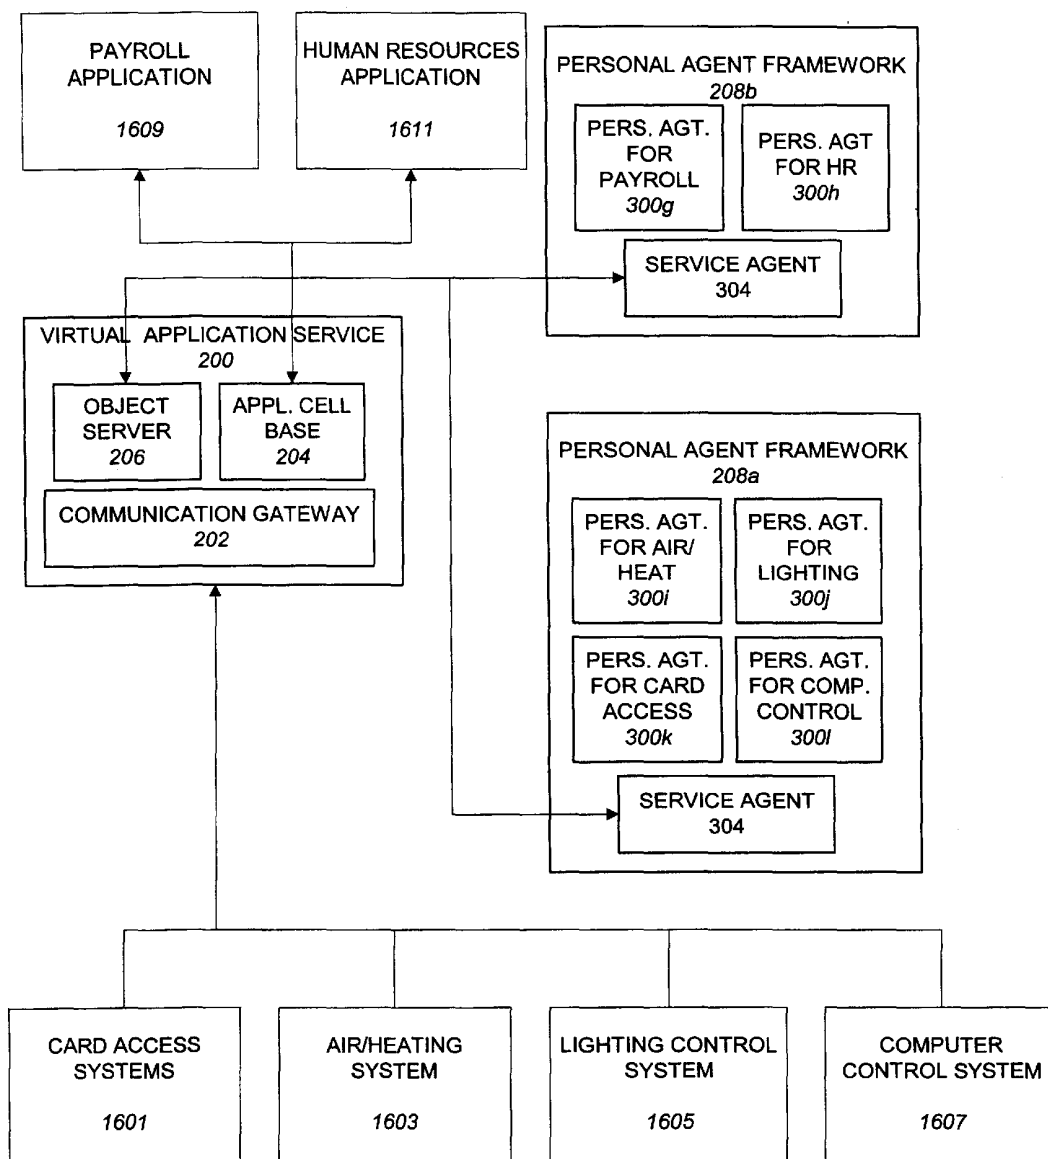 PAYROLL
APPLICATION
1609
HUMAN RESOURCES
APPLICATION
1611
PERSONAL AGENT FRAMEWORK
208b
PERS. AGT.
FOR
PAYROLL
300g
PERS. AGT
FOR HR
300h
SERVICE AGENT
304
VIRTUAL APPLICATION SERVICE
200
OBJECT
SERVER
206
APPL. CELL
BASE
204
COMMUNICATION GATEWAY
202
PERSONAL AGENT FRAMEWORK
208a
PERS. AGT.
FOR AIR/
HEAT
300i
PERS. AGT.
FOR
LIGHTING
300j
PERS. AGT.
FOR CARD
ACCESS
300k
PERS. AGT.
FOR COMP.
CONTROL
300l
SERVICE AGENT
304
CARD ACCESS
SYSTEMS
1601
AIR/HEATING
SYSTEM
1603
LIGHTING CONTROL
SYSTEM
1605
COMPUTER
CONTROL SYSTEM
1607